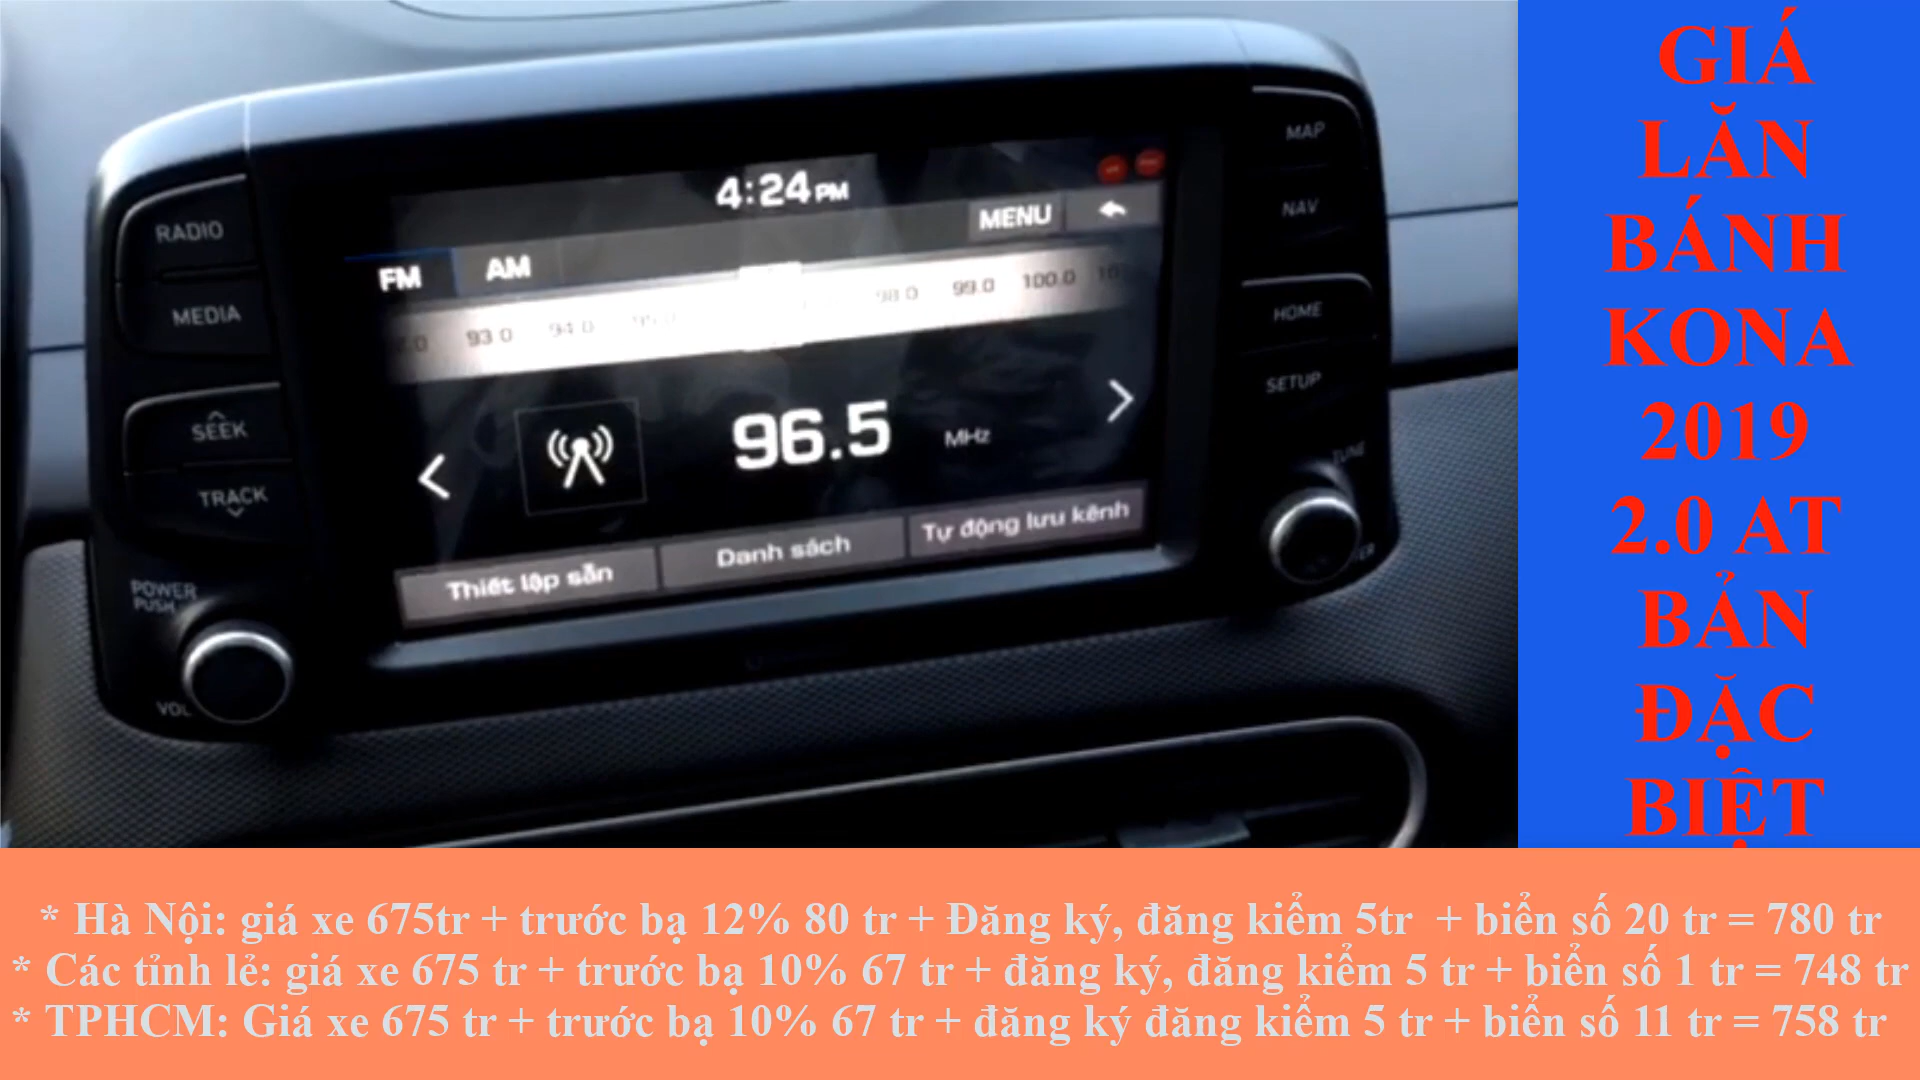 4:24 PM
MENU
FM
AM
93.0 94.0 95.0 98.0 99.0 100.0
96.5 MHz
Thiết lập sẵn
Danh sách
Tự động lưu kênh
RADIO
MEDIA
SEEK
TRACK
POWER
PUSH
VOL
MAP
NAV
HOME
SETUP
TUNE
GIÁ
LĂN
BÁNH
KONA
2019
2.0 AT
BẢN
ĐẶC
BIỆT
* Hà Nội: giá xe 675tr + trước bạ 12% 80 tr + Đăng ký, đăng kiểm 5tr + biển số 20 tr = 780 tr
* Các tỉnh lẻ: giá xe 675 tr + trước bạ 10% 67 tr + đăng ký, đăng kiểm 5 tr + biển số 1 tr = 748 tr
* TPHCM: Giá xe 675 tr + trước bạ 10% 67 tr + đăng ký đăng kiểm 5 tr + biển số 11 tr = 758 tr